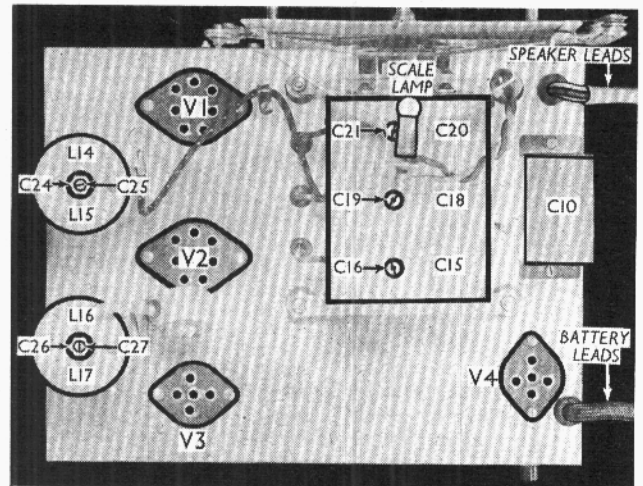 SPEAKER LEADS
SCALE
LAMP
V1
C21
C20
L14
C24
C25
L15
C19
C18
C10
V2
C16
C15
L16
C26
C27
L17
BATTERY
LEADS
V4
V3